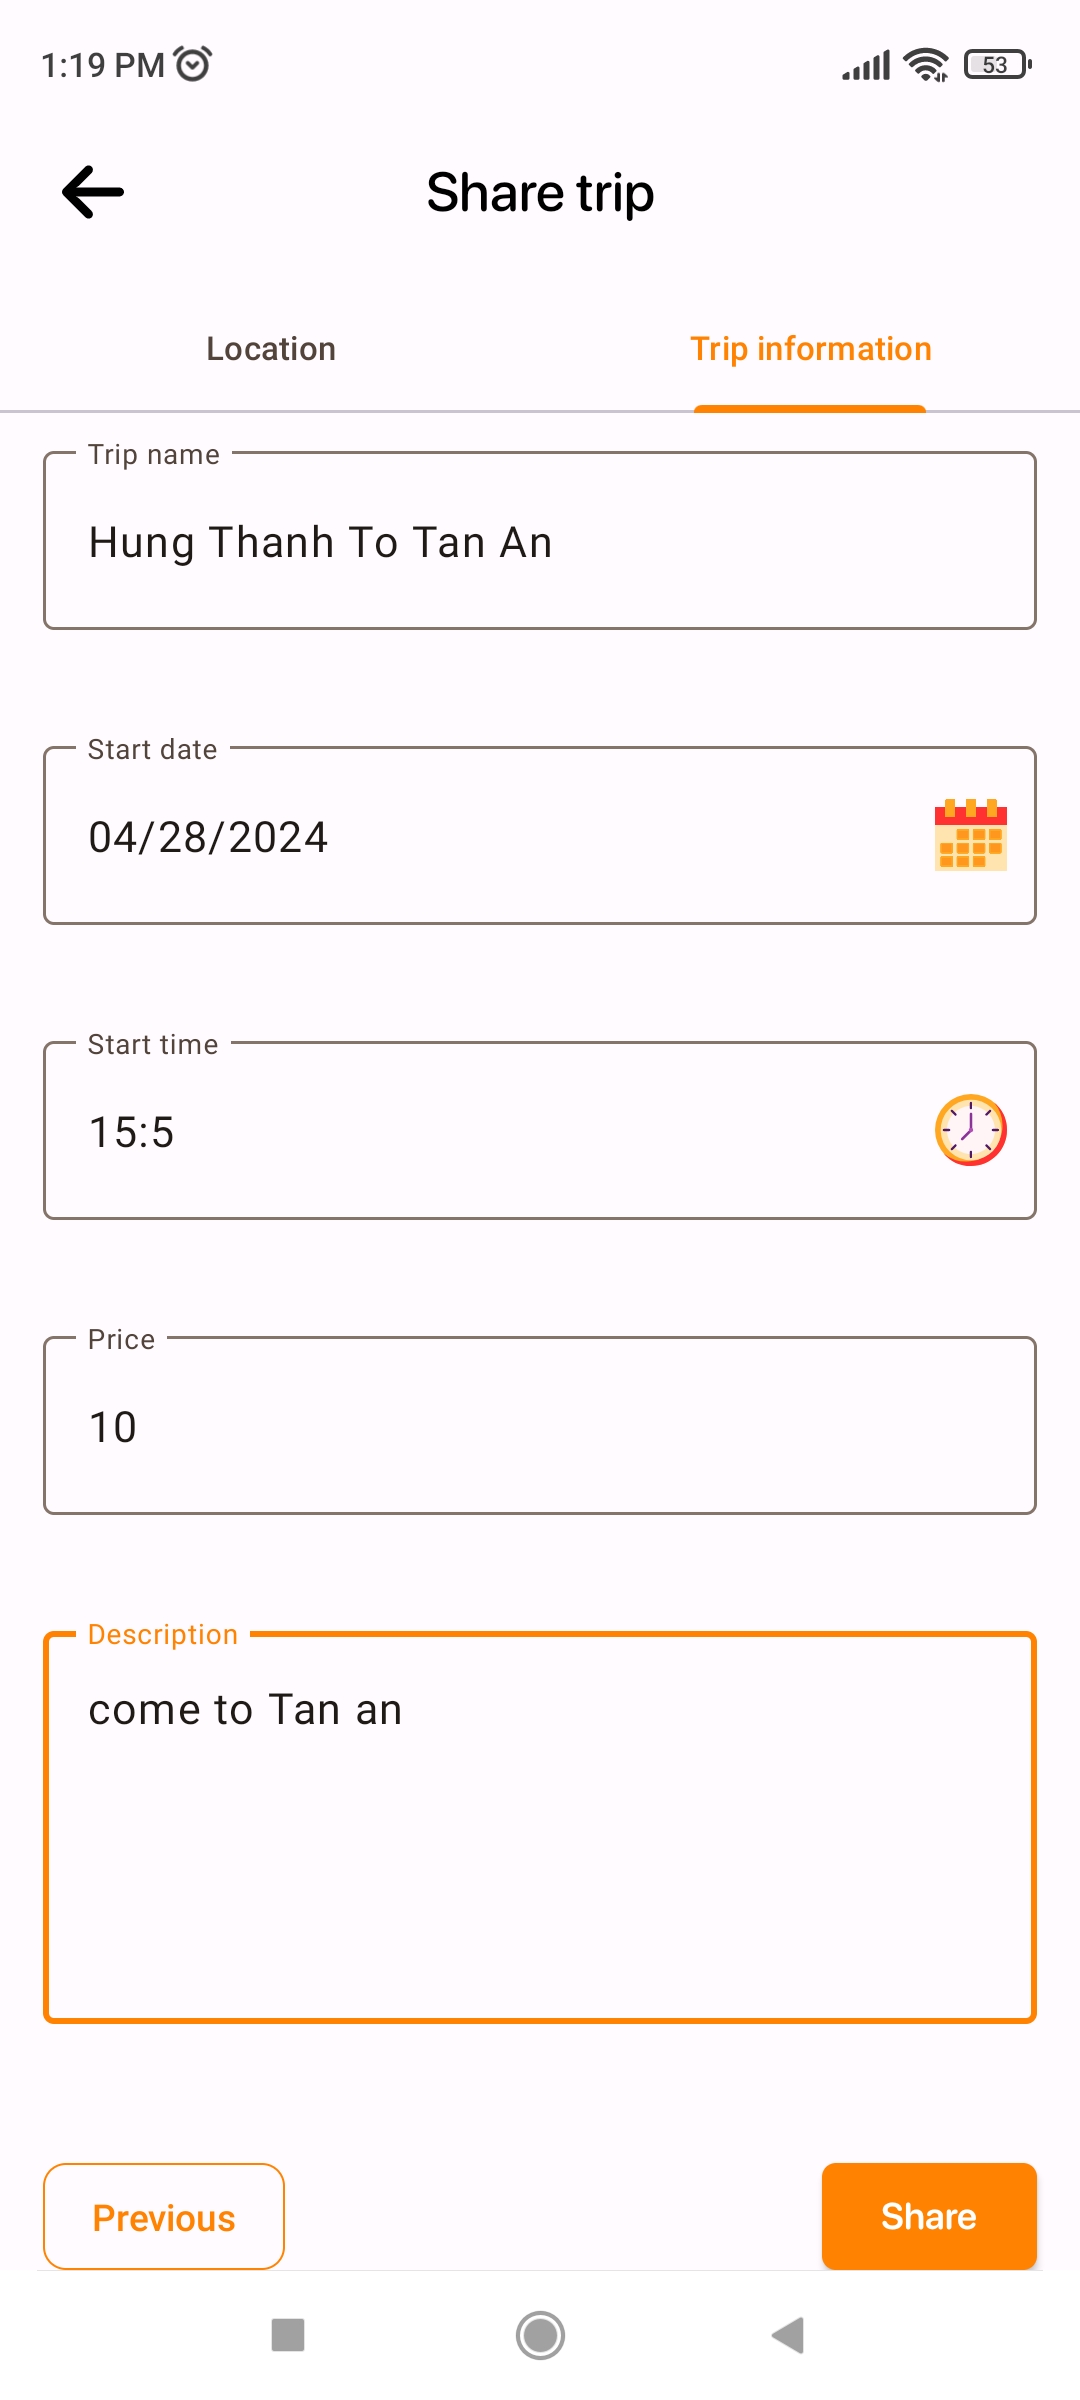 1:19 PM
53
Share trip
Location
Trip information
Trip name
Hung Thanh To Tan An
Start date
04/28/2024
Start time
15:5
Price
10
Description
come to Tan an
Previous
Share